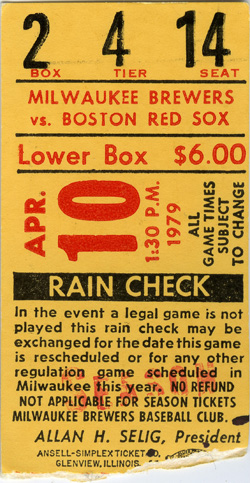 2 4 14
BOX TIER SEAT
MILWAUKEE BREWERS
vs. BOSTON RED SOX
Lower Box $6.00
APR.
10
1:30 P.M.
1979
ALL
GAME TIMES
SUBJECT
TO CHANGE
RAIN CHECK
In the event a legal game is not
played this rain check may be
exchanged for the date this game
is rescheduled or for any other
regulation game scheduled in
Milwaukee this year. NO REFUND
NOT APPLICABLE FOR SEASON TICKETS
MILWAUKEE BREWERS BASEBALL CLUB.
ALLAN H. SELIG, President
ANSELL-SIMPLEX TICKET CO.
GLENVIEW, ILLINOIS